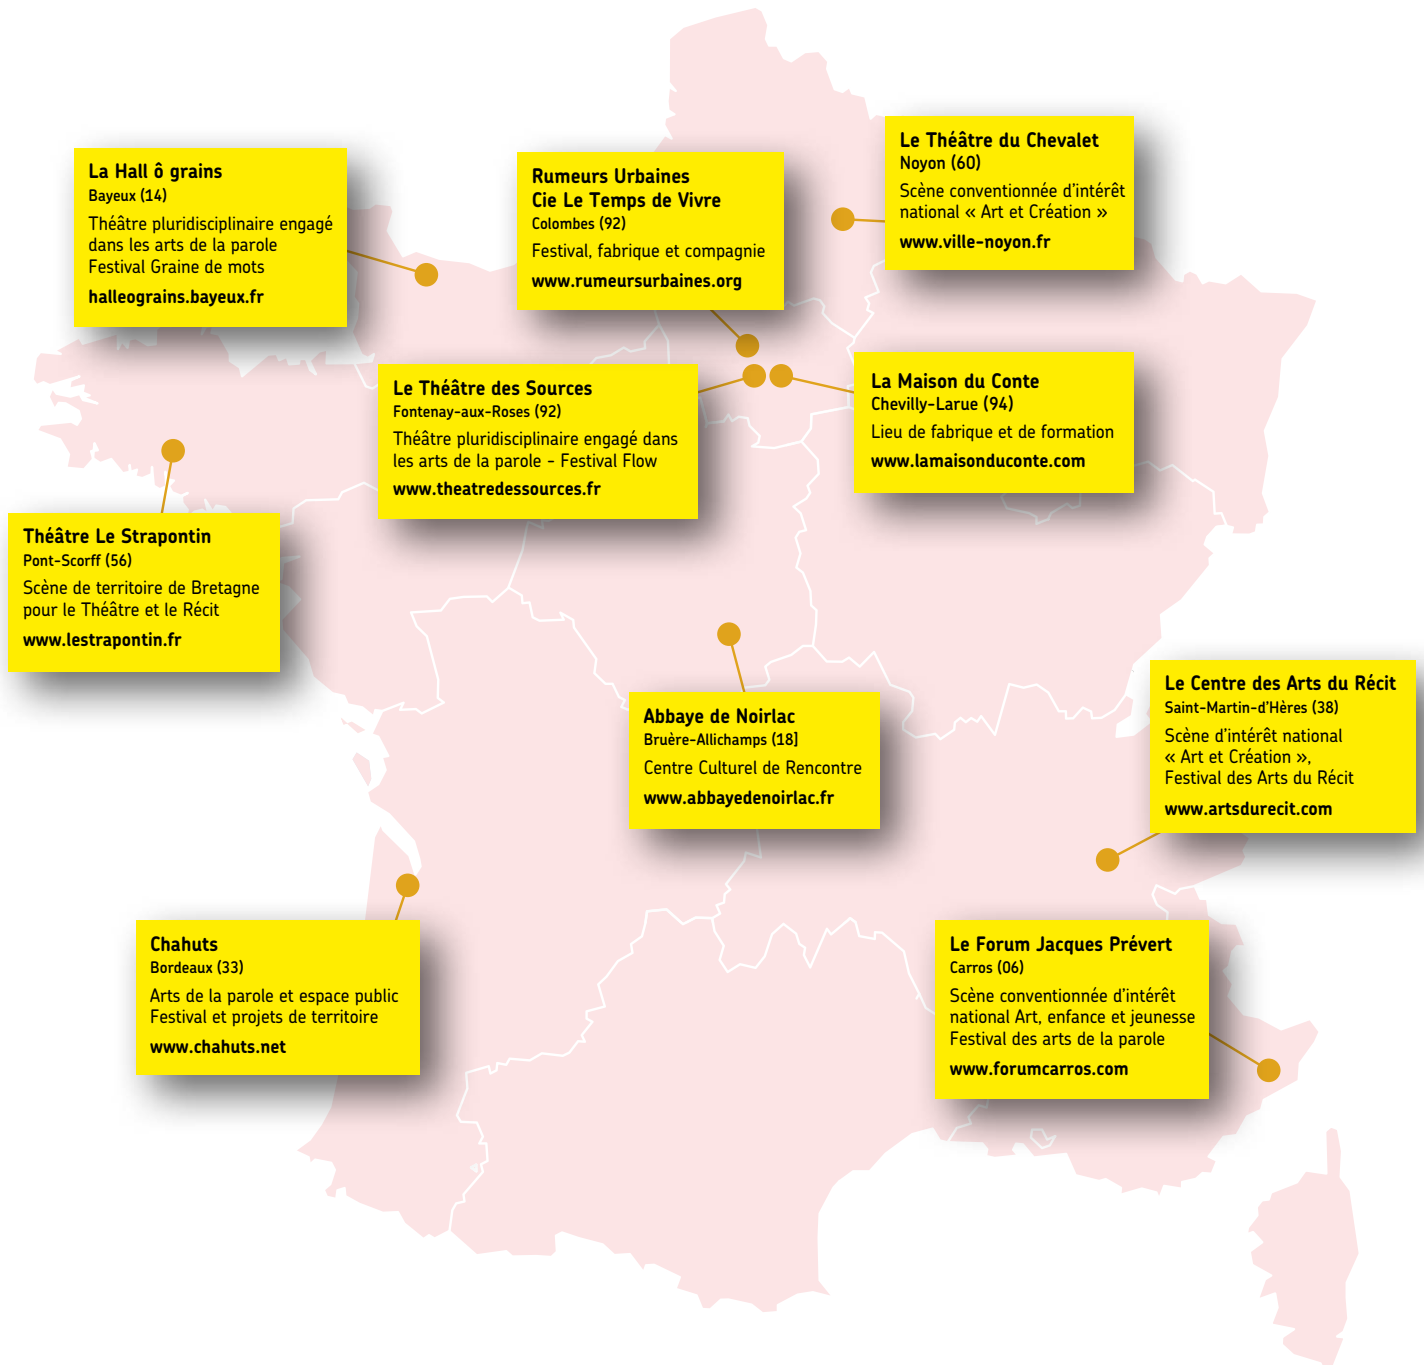 La Hall ô grains
Bayeux (14)
Théâtre pluridisciplinaire engagé
dans les arts de la parole
Festival Graine de mots
halleograins.bayeux.fr
Rumeurs Urbaines
Cie Le Temps de Vivre
Colombes (92)
Festival, fabrique et compagnie
www.rumeursurbaines.org
Le Théâtre du Chevalet
Noyon (60)
Scène conventionnée d'intérêt
national « Art et Création »
www.ville-noyon.fr
Le Théâtre des Sources
Fontenay-aux-Roses (92)
Théâtre pluridisciplinaire engagé dans
les arts de la parole - Festival Flow
www.theatredessources.fr
La Maison du Conte
Chevilly-Larue (94)
Lieu de fabrique et de formation
www.lamaisonduconte.com
Théâtre Le Strapontin
Pont-Scorff (56)
Scène de territoire de Bretagne
pour le Théâtre et le Récit
www.lestrapontin.fr
Abbaye de Noirlac
Bruère-Allichamps (18]
Centre Culturel de Rencontre
www.abbayedenoirlac.fr
Le Centre des Arts du Récit
Saint-Martin-d'Hères (38)
Scène d'intérêt national
« Art et Création »,
Festival des Arts du Récit
www.artsdurecit.com
Chahuts
Bordeaux (33)
Arts de la parole et espace public
Festival et projets de territoire
www.chahuts.net
Le Forum Jacques Prévert
Carros (06)
Scène conventionnée d'intérêt
national Art, enfance et jeunesse
Festival des arts de la parole
www.forumcarros.com